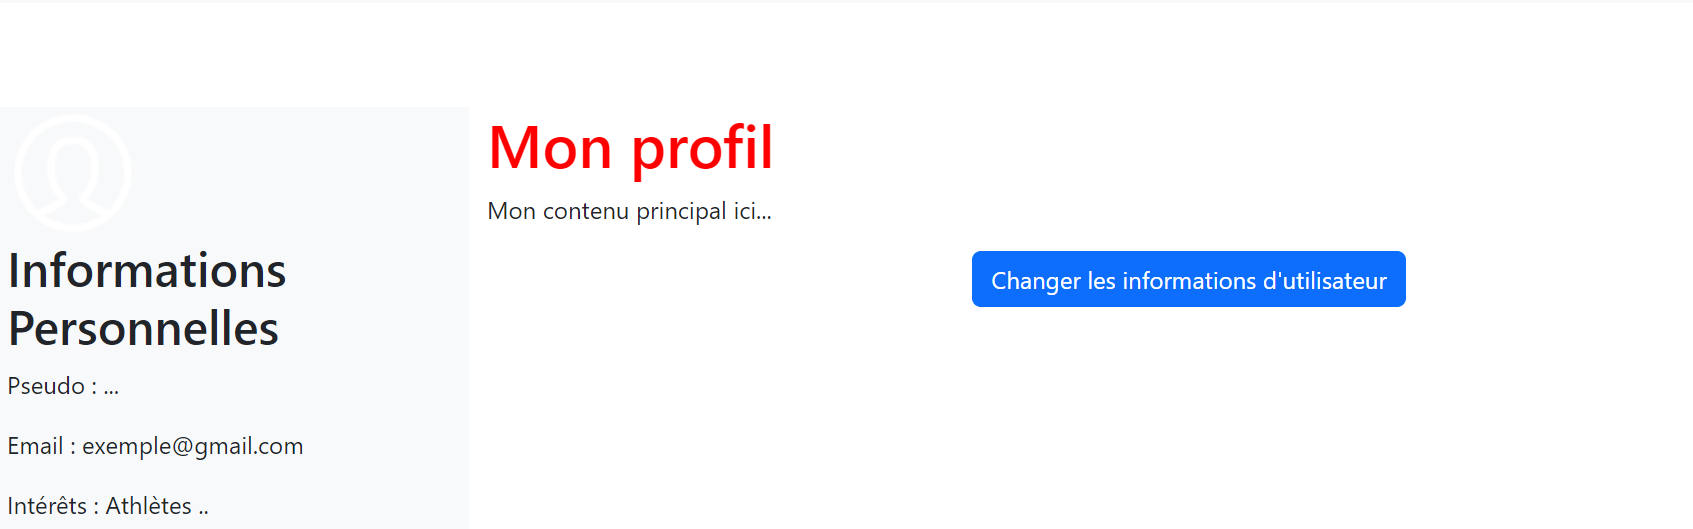 Informations
Personnelles
Pseudo : ...
Email : exemple@gmail.com
Intérêts : Athlètes ..
Mon profil
Mon contenu principal ici...
Changer les informations d'utilisateur